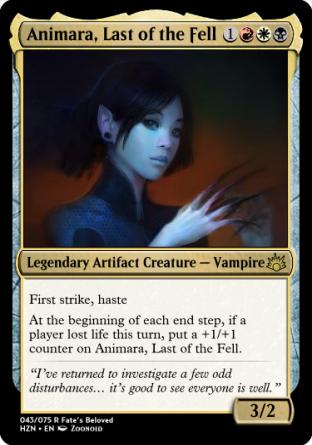 Animara, Last of the Fell 1
Legendary Artifact Creature — Vampire
First strike, haste
At the beginning of each end step, if a
player lost life this turn, put a +1/+1
counter on Animara, Last of the Fell.
“I’ve returned to investigate a few odd
disturbances… it’s good to see everyone is well.”
3/2
043/075 R Fate's Beloved
HZN • EN Zoonoid